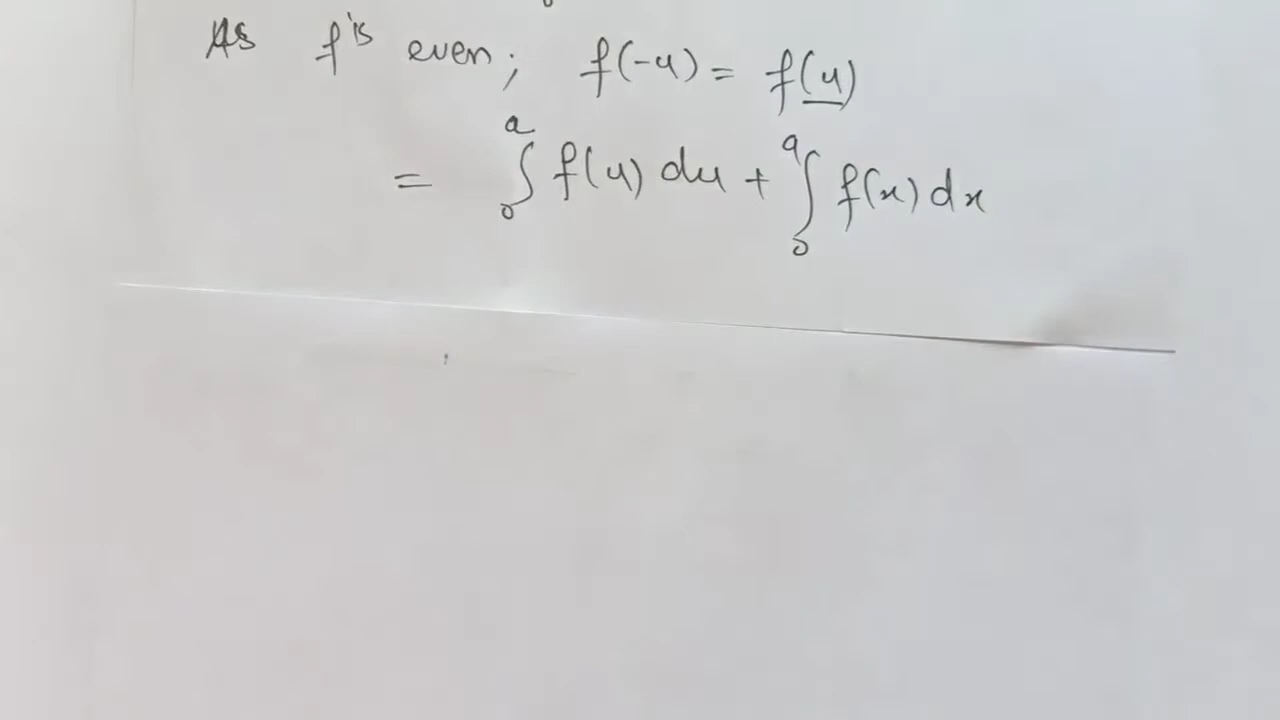 As f is even; f(-u) = f(u)
= ∫₀ᵃ f(u) du + ∫₀ᵃ f(x) dx